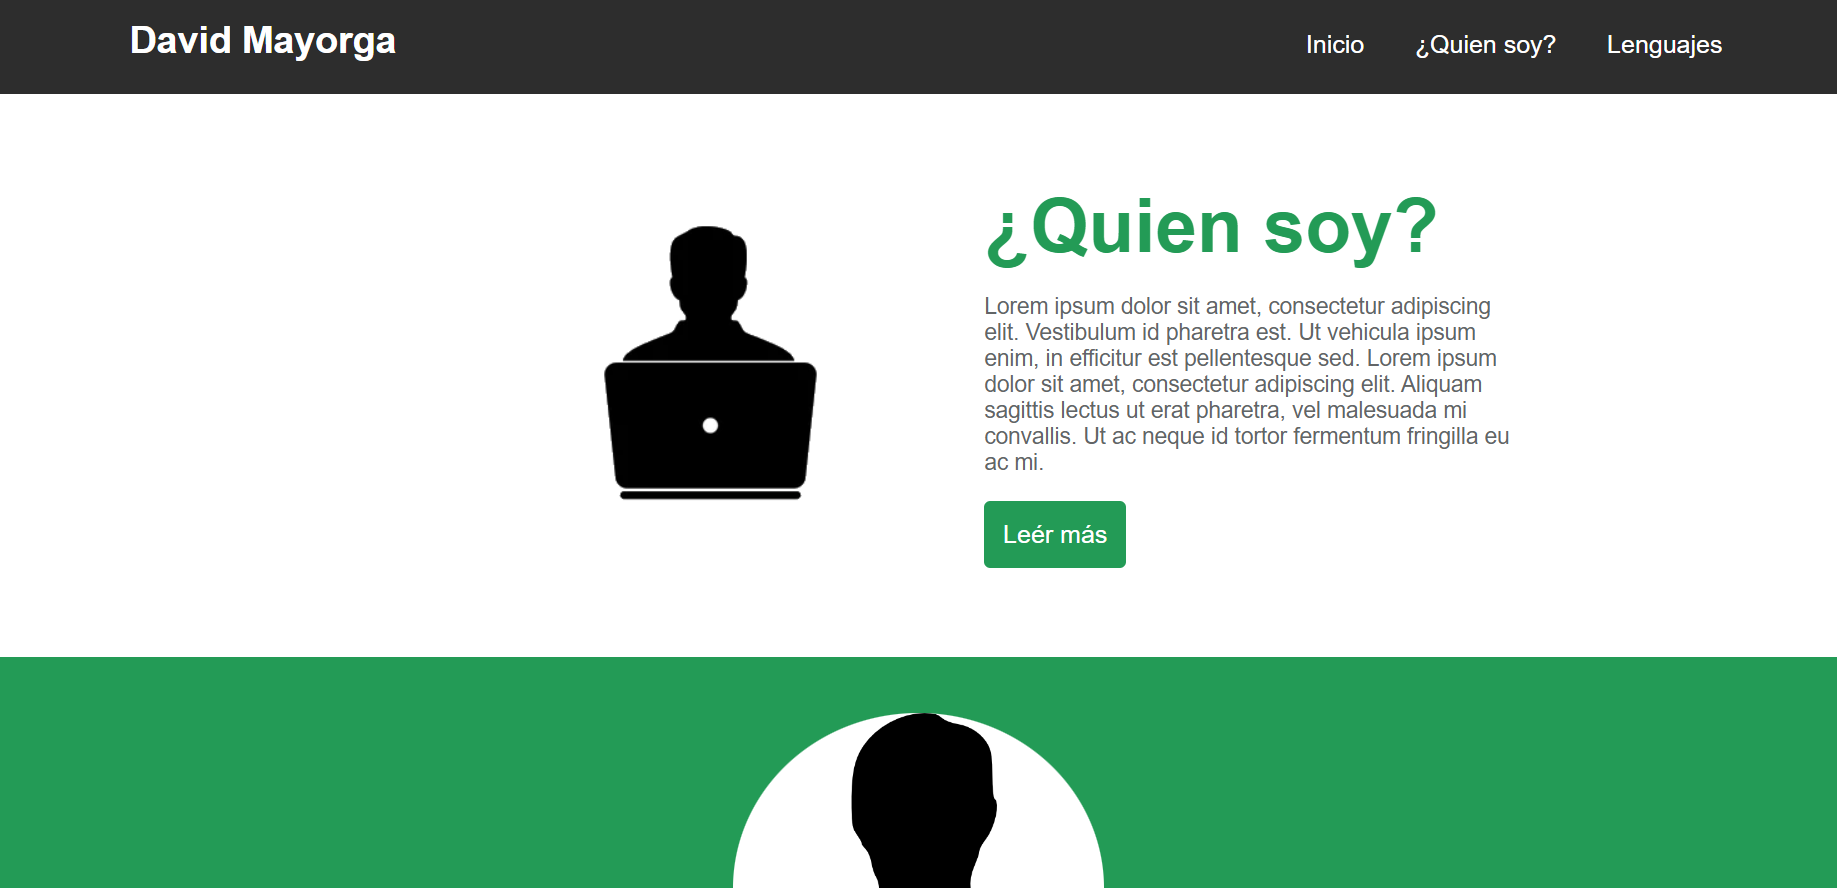 David Mayorga
Inicio ¿Quien soy? Lenguajes
¿Quien soy?
Lorem ipsum dolor sit amet, consectetur adipiscing
elit. Vestibulum id pharetra est. Ut vehicula ipsum
enim, in efficitur est pellentesque sed. Lorem ipsum
dolor sit amet, consectetur adipiscing elit. Aliquam
sagittis lectus ut erat pharetra, vel malesuada mi
convallis. Ut ac neque id tortor fermentum fringilla eu
ac mi.
Leér más